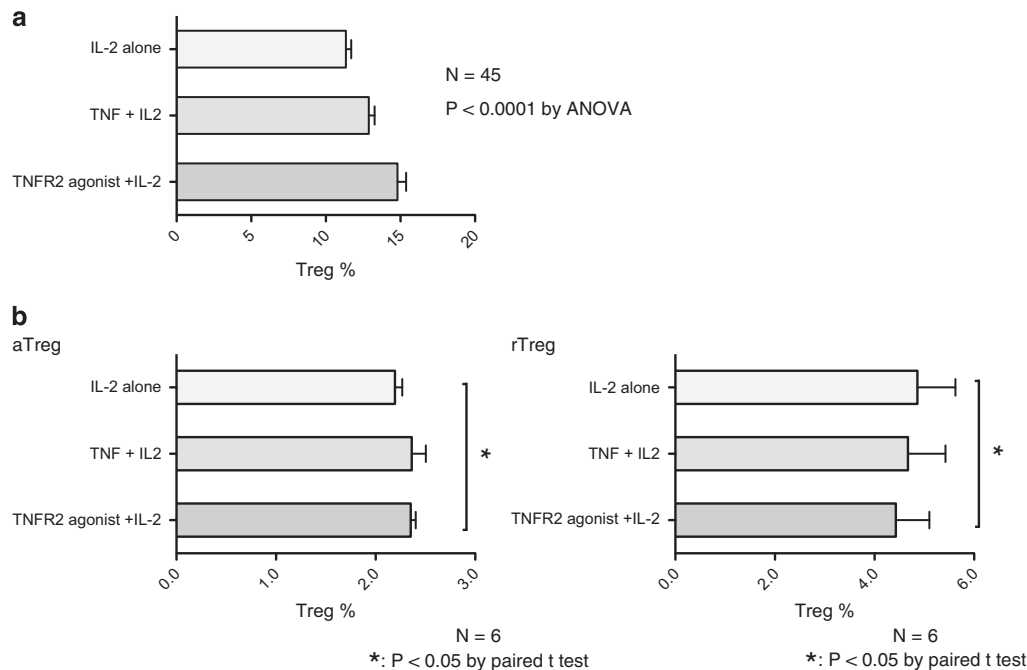 a
IL-2 alone
TNF + IL2
TNFR2 agonist +IL-2
0 5 10 15 20
Treg %
N = 45
P < 0.0001 by ANOVA
b
aTreg
IL-2 alone
TNF + IL2
TNFR2 agonist +IL-2
*
0.0 1.0 2.0 3.0
Treg %
N = 6
*: P < 0.05 by paired t test
rTreg
IL-2 alone
TNF + IL2
TNFR2 agonist +IL-2
*
0.0 2.0 4.0 6.0
Treg %
N = 6
*: P < 0.05 by paired t test